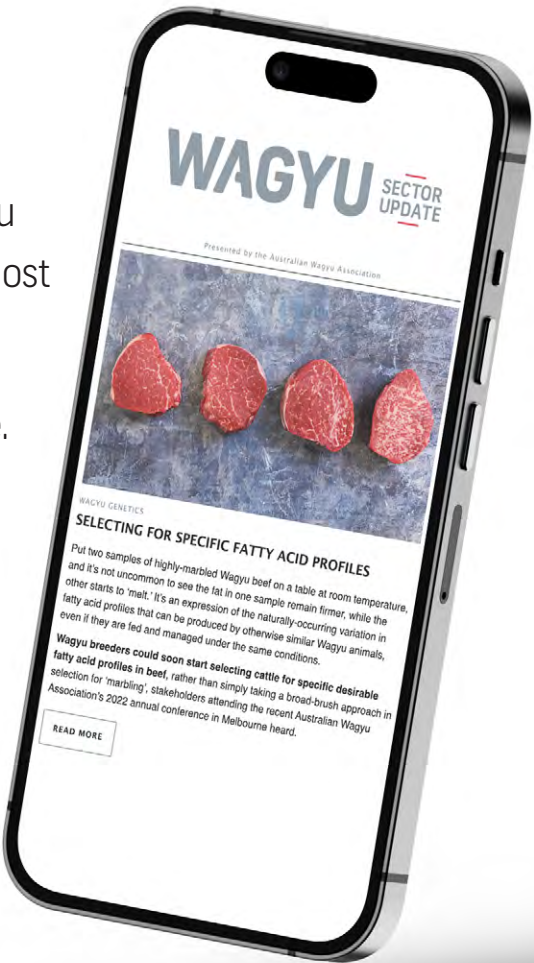 u
ost
.
WAGYU SECTOR UPDATE
Presented by the Australian Wagyu Association
WAGYU GENETICS
SELECTING FOR SPECIFIC FATTY ACID PROFILES
Put two samples of highly-marbled Wagyu beef on a table at room temperature,
and it's not uncommon to see the fat in one sample remain firmer, while the
other starts to 'melt.' It's an expression of the naturally-occurring variation in
fatty acid profiles that can be produced by otherwise similar Wagyu animals,
even if they are fed and managed under the same conditions.
Wagyu breeders could soon start selecting cattle for specific desirable
fatty acid profiles in beef, rather than simply taking a broad-brush approach in
selection for 'marbling', stakeholders attending the recent Australian Wagyu
Association's 2022 annual conference in Melbourne heard.
READ MORE